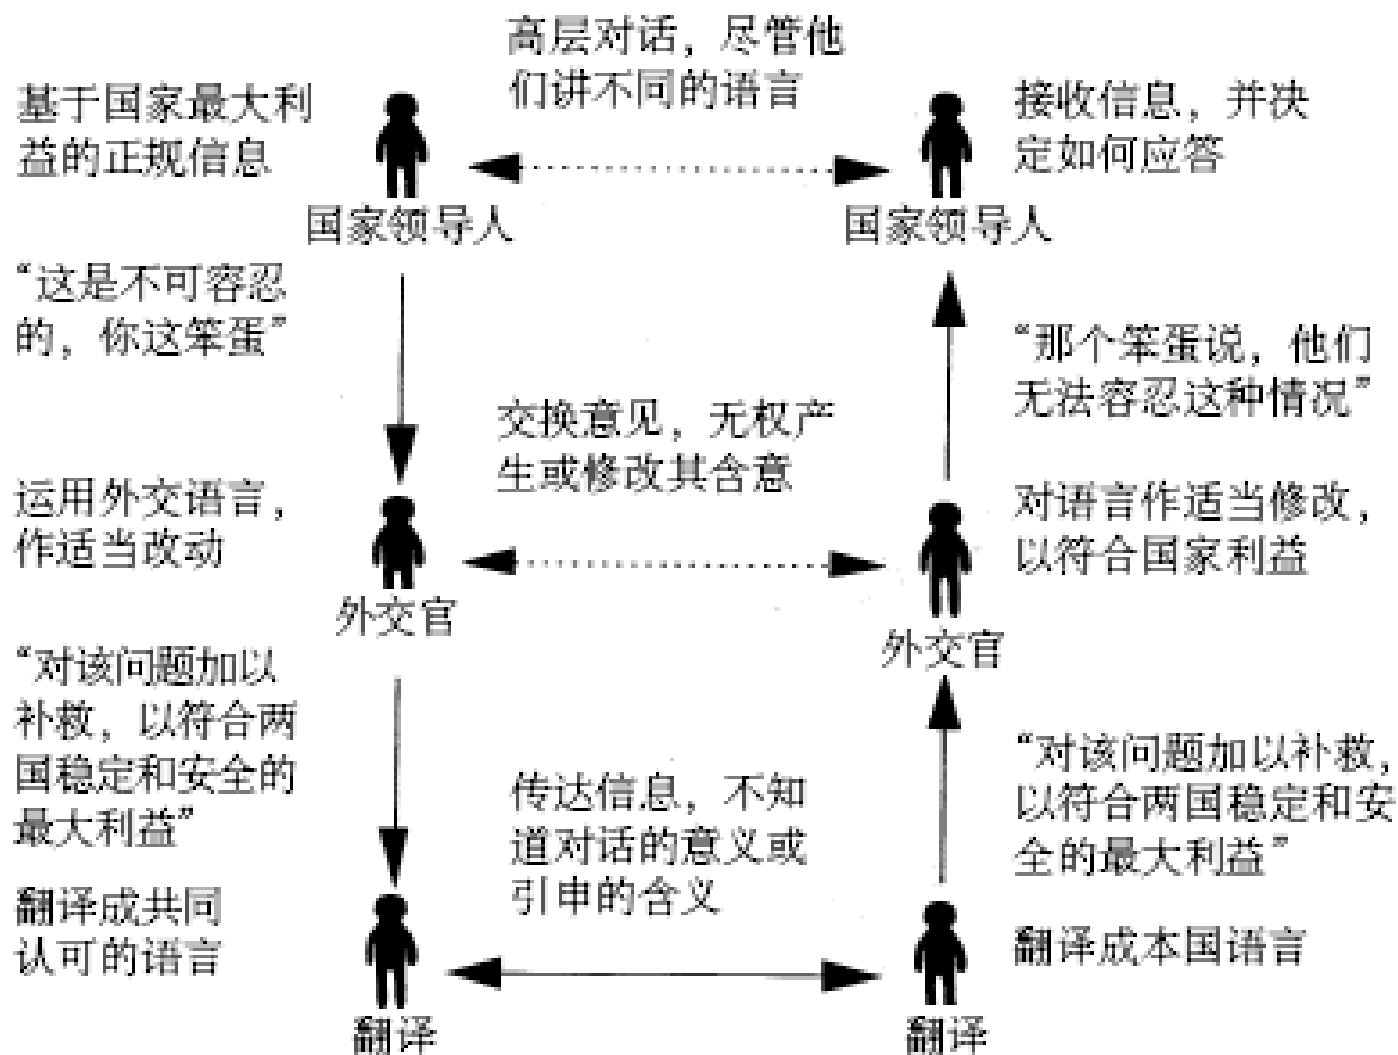 高层对话，尽管他
们讲不同的语言
基于国家最大利
益的正规信息
接收信息，并决
定如何应答
国家领导人
国家领导人
“这是不可容忍
的，你这笨蛋”
“那个笨蛋说，他们
无法容忍这种情况”
交换意见，无权产
生或修改其含意
运用外交语言，
作适当改动
对语言作适当修改，
以符合国家利益
外交官
外交官
“对该问题加以
补救，以符合两
国稳定和安全的
最大利益”
“对该问题加以补救，
以符合两国稳定和安
全的最大利益”
传达信息，不知
道对话的意义或
引申的含义
翻译成共同
认可的语言
翻译成本国语言
翻译
翻译